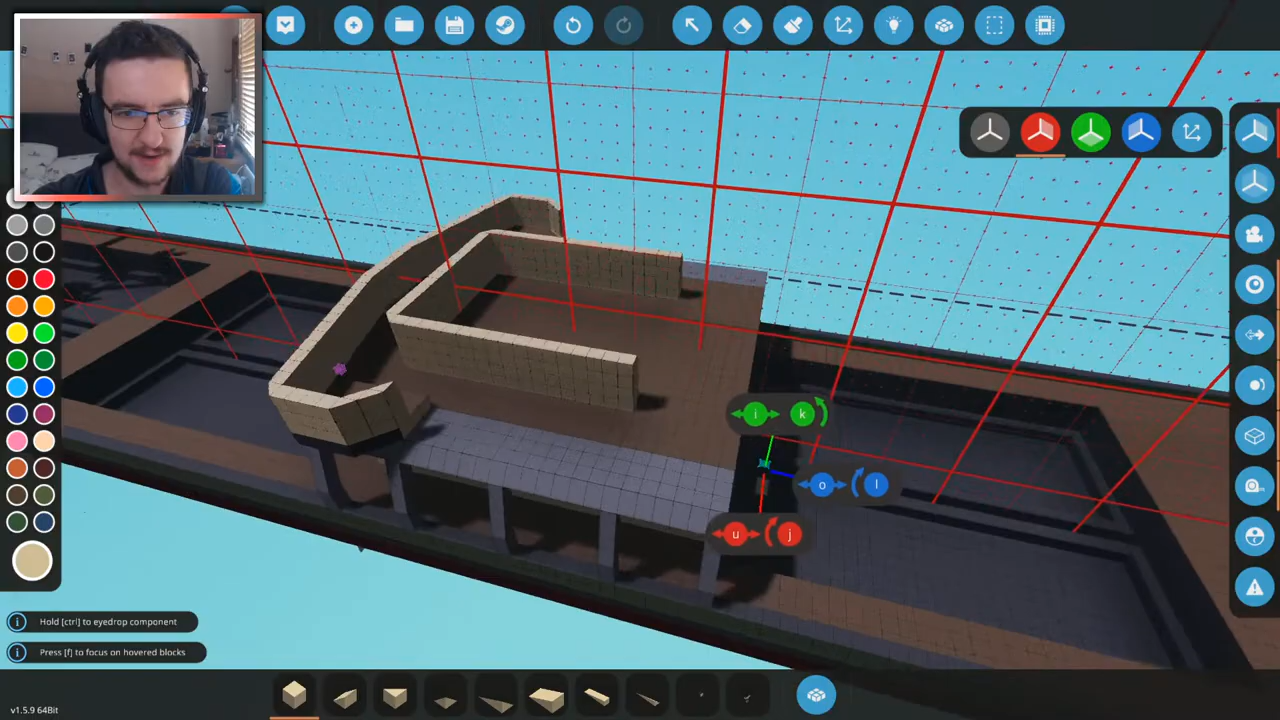 i k
o l
u j
Hold [ctrl] to eyedrop component
Press [f] to focus on hovered blocks
v1.5.9 64Bit